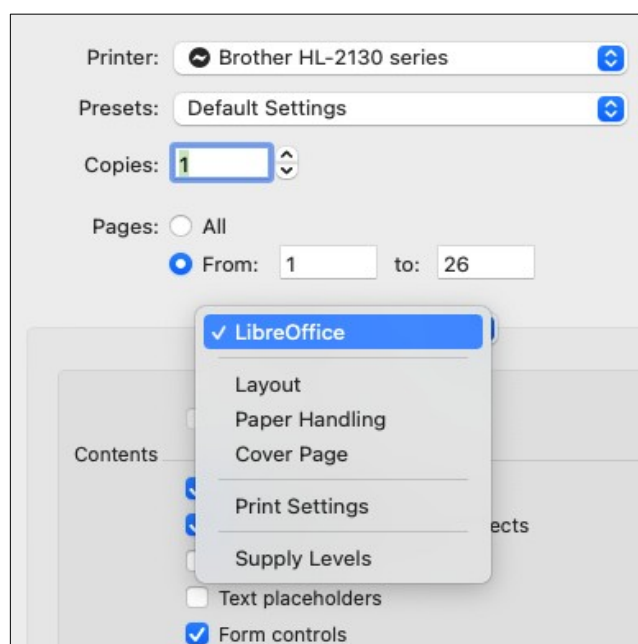 Printer: Brother HL-2130 series
Presets: Default Settings
Copies: 1
Pages: All
From: 1 to: 26
LibreOffice
Layout
Paper Handling
Cover Page
Contents
Print Settings
ects
Supply Levels
Text placeholders
Form controls